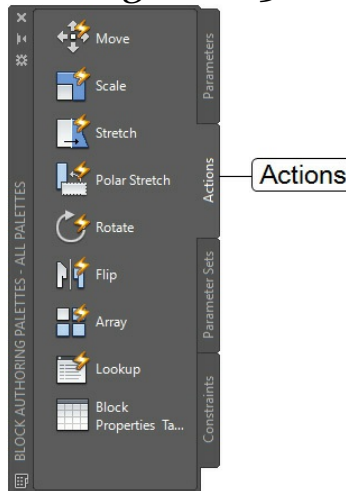 Move
Scale
Stretch
Polar Stretch
Rotate
Flip
Array
Lookup
Block
Properties Ta...
Parameters
Actions
Parameter Sets
Constraints
BLOCK AUTHORING PALETTES - ALL PALETTES
Actions